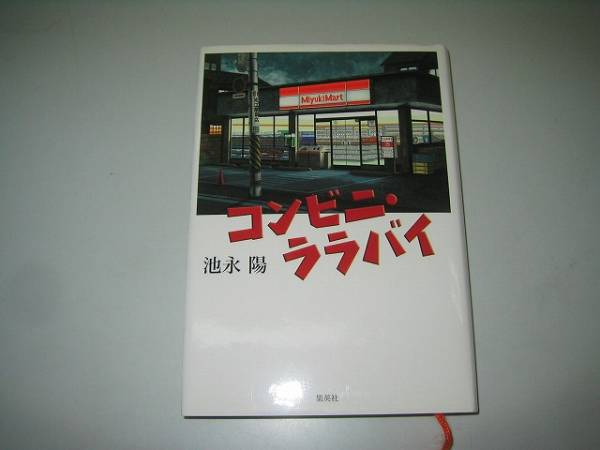 MiyukiMart
コンビニ・
ララバイ
池永 陽
集英社